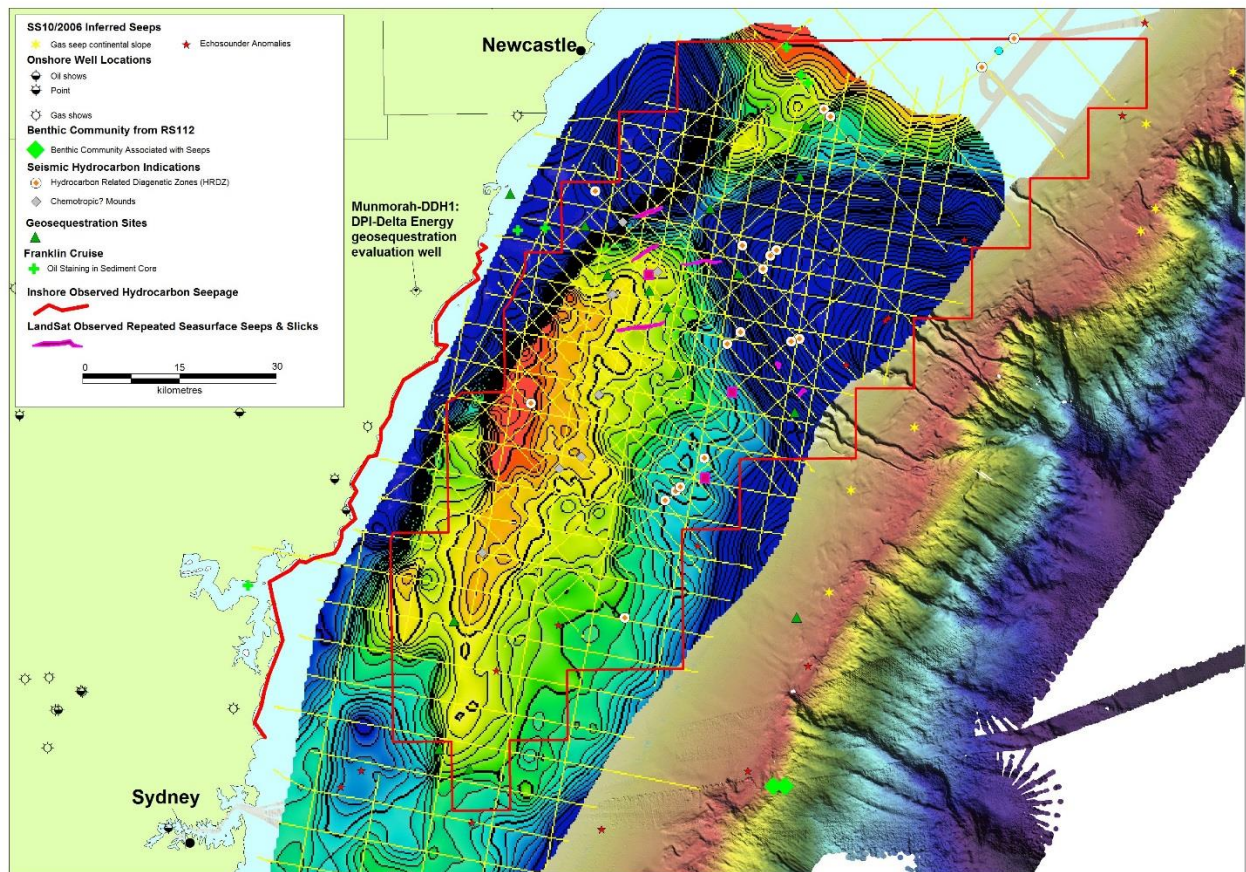 SS10/2006 Inferred Seeps
Gas seep continental slope
Echosounder Anomalies
Onshore Well Locations
Oil shows
Point
Gas shows
Benthic Community from RS112
Benthic Community Associated with Seeps
Seismic Hydrocarbon Indications
Hydrocarbon Related Diagenetic Zones (HRDZ)
Chemotropic? Mounds
Geosequestration Sites
Franklin Cruise
Oil Staining in Sediment Core
Inshore Observed Hydrocarbon Seepage
LandSat Observed Repeated Seasurface Seeps & Slicks
0 15 30
kilometres
Newcastle
Munmorah-DDH1:
DPI-Delta Energy
geosequestration
evaluation well
Sydney